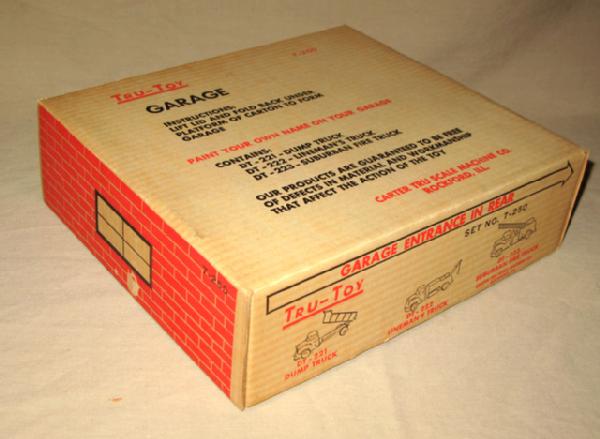 TRU-TOY
T-250
GARAGE
INSTRUCTIONS:
LIFT LID AND FOLD BACK UNDER
PLATFORM OF CARTON TO FORM
GARAGE
PAINT YOUR OWN NAME ON YOUR GARAGE
CONTAINS:
DT-221 - DUMP TRUCK
DT-222 - LINEMAN'S TRUCK
DT-223 - SUBURBAN FIRE TRUCK
OUR PRODUCTS ARE GUARANTEED TO BE FREE
OF DEFECTS IN MATERIAL AND WORKMANSHIP
THAT AFFECT THE ACTION OF THE TOY
CARTER TRU SCALE MACHINE CO.
ROCKFORD, ILL.
T-250
GARAGE ENTRANCE IN REAR
SET NO. T-250
TRU-TOY
DT-221
DUMP TRUCK
DT-222
LINEMAN'S TRUCK
DT-223
SUBURBAN FIRE TRUCK